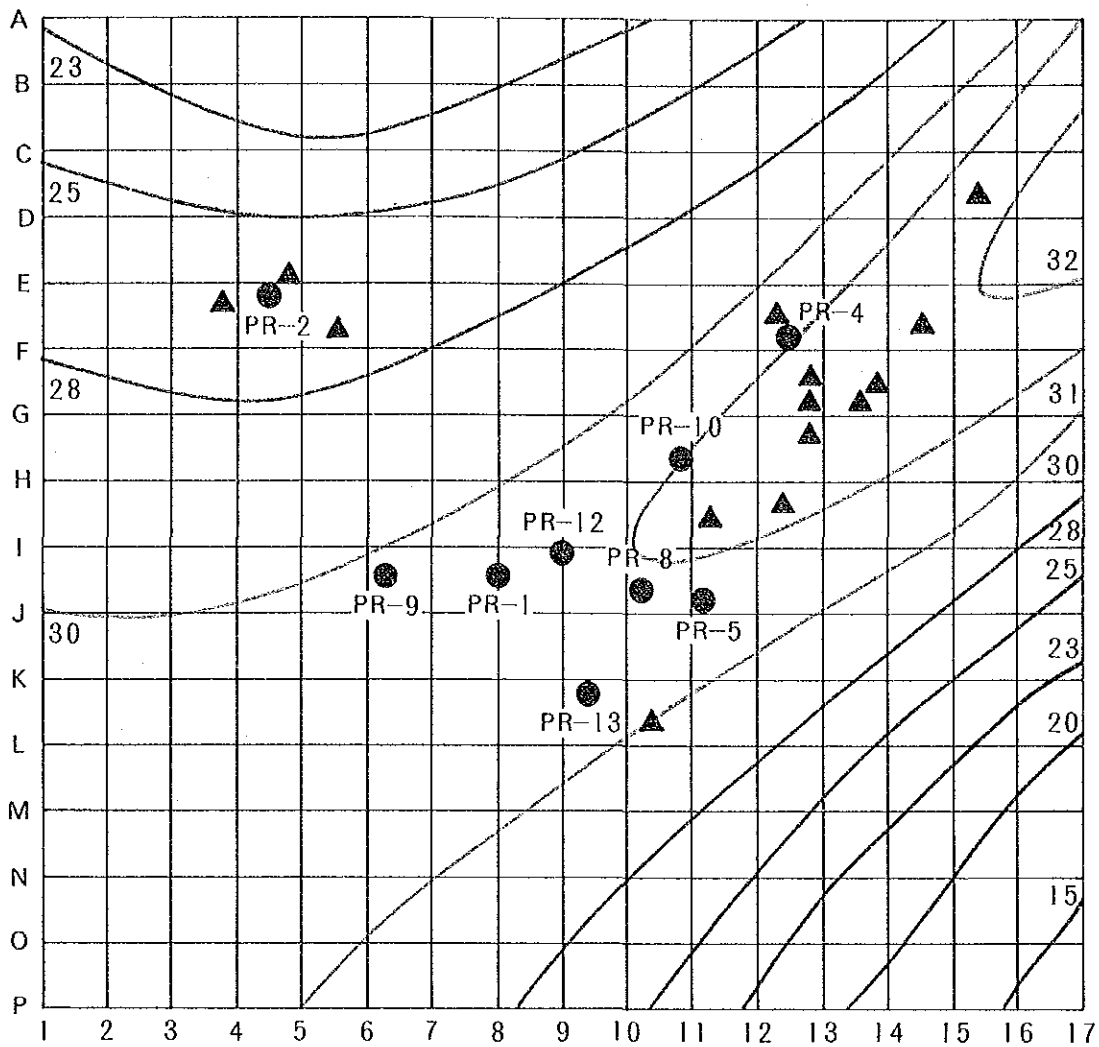 A
B
23
C
25
D
E
32
PR-2
PR-4
F
28
31
G
PR-10
H
30
PR-12
I
PR-8
28
25
PR-9
PR-1
J
30
PR-5
23
K
PR-13
20
L
M
N
15
O
P
1 2 3 4 5 6 7 8 9 10 11 12 13 14 15 16 17